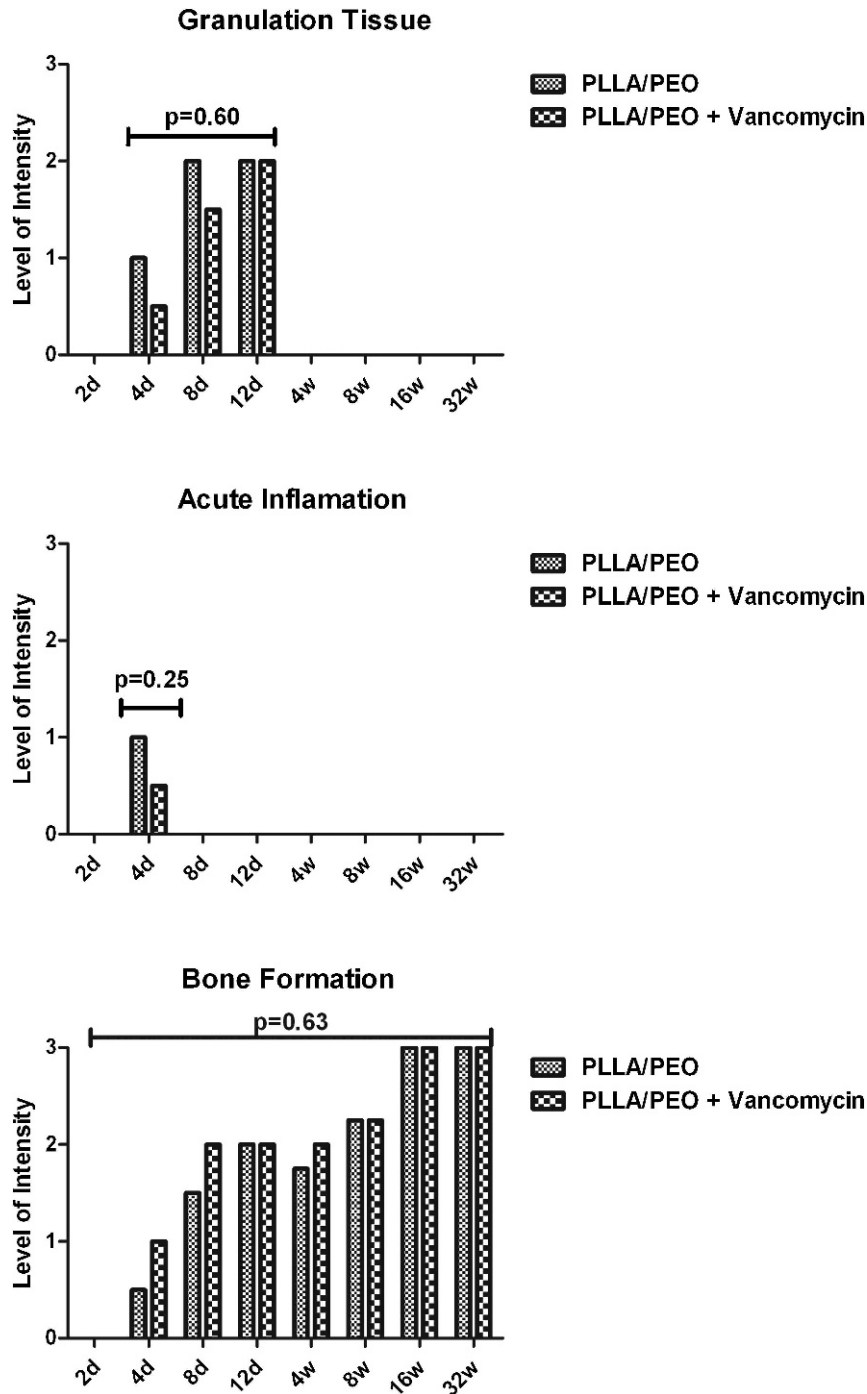 Granulation Tissue
3
2
1
0
Level of Intensity
p=0.60
PLLA/PEO
PLLA/PEO + Vancomycin
2d 4d 8d 12d 4w 8w 16w 32w
Acute Inflamation
3
2
1
0
Level of Intensity
p=0.25
PLLA/PEO
PLLA/PEO + Vancomycin
2d 4d 8d 12d 4w 8w 16w 32w
Bone Formation
p=0.63
3
2
1
0
Level of Intensity
PLLA/PEO
PLLA/PEO + Vancomycin
2d 4d 8d 12d 4w 8w 16w 32w